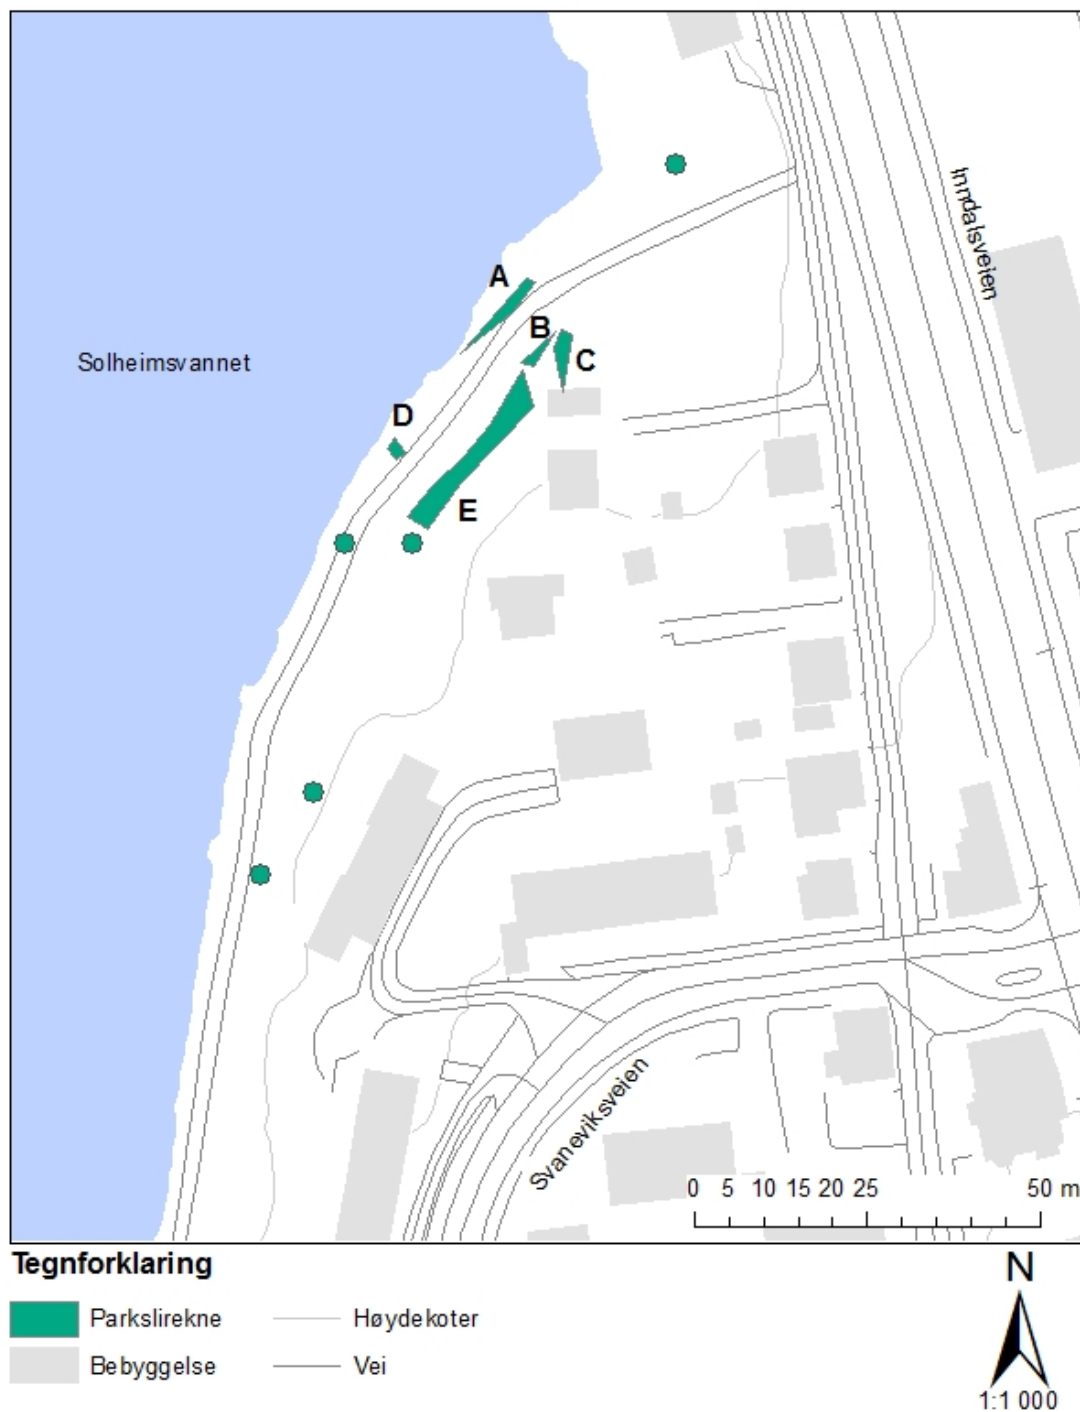 Inndalsveien
A
B
C
Solheimsvannet
D
E
Svaneviksveien
0 5 10 15 20 25 50 m
Tegnforklaring
N
Parkslirekne Høydekoter
Bebyggelse Vei
1:1 000